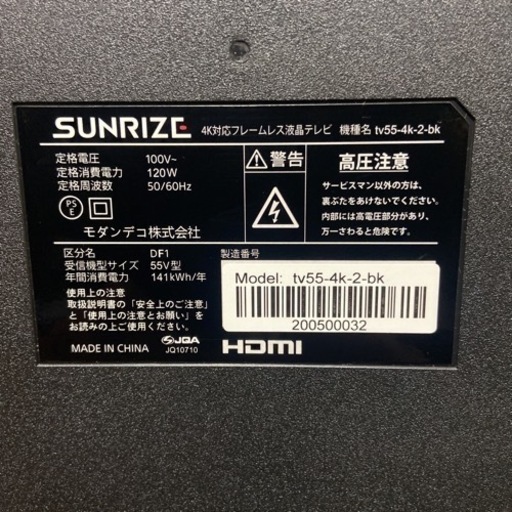 SUNRIZE 4K対応フレームレス液晶テレビ 機種名 tv55-4k-2-bk
定格電圧 100V~
定格消費電力 120W
定格周波数 50/60Hz
PSE
モダンデコ株式会社
警告 高圧注意
サービスマン以外の方は、
裏ぶたをあけないでください。
内部には高電圧部分があり、
万一さわると危険です。
区分名 DF1
受信機型サイズ 55V型
年間消費電力 141kWh/年
使用上の注意
取扱説明書の「安全上のご注意」
と「使用上の注意とお願い」を
お読みの上ご使用ください。
製造番号
Model: tv55-4k-2-bk
200500032
MADE IN CHINA
JQA
JQ10710
HDMI